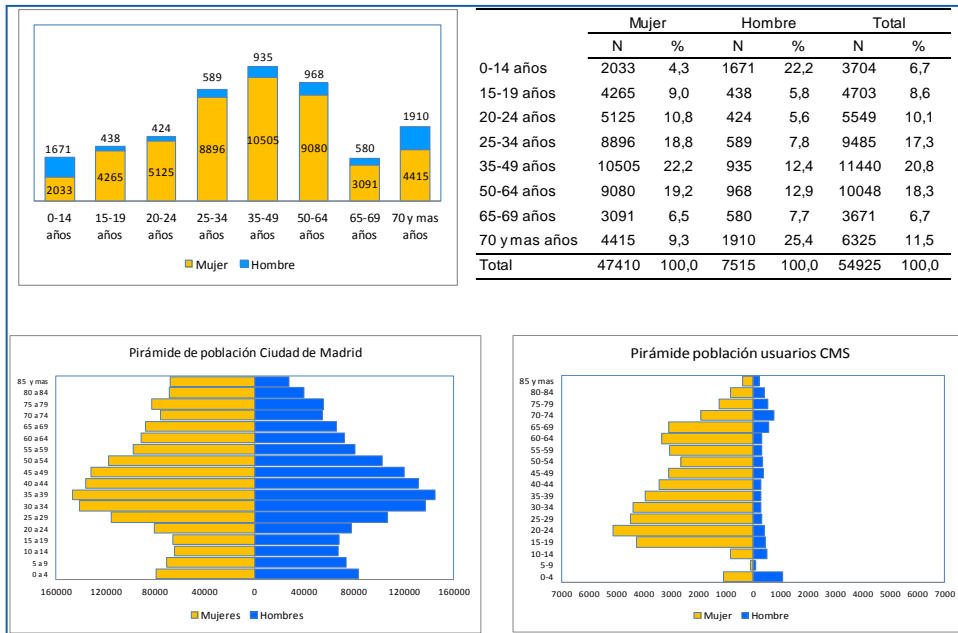 935
589
968
1910
1671
438
424
580
2033
4265
5125
8896
10505
9080
3091
4415
0-14 años
15-19 años
20-24 años
25-34 años
35-49 años
50-64 años
65-69 años
70 y mas años
Mujer Hombre
Mujer Hombre Total
N % N % N %
0-14 años 2033 4,3 1671 22,2 3704 6,7
15-19 años 4265 9,0 438 5,8 4703 8,6
20-24 años 5125 10,8 424 5,6 5549 10,1
25-34 años 8896 18,8 589 7,8 9485 17,3
35-49 años 10505 22,2 935 12,4 11440 20,8
50-64 años 9080 19,2 968 12,9 10048 18,3
65-69 años 3091 6,5 580 7,7 3671 6,7
70 y mas años 4415 9,3 1910 25,4 6325 11,5
Total 47410 100,0 7515 100,0 54925 100,0
Pirámide de población Ciudad de Madrid
85 y mas
80 a 84
75 a 79
70 a 74
65 a 69
60 a 64
55 a 59
50 a 54
45 a 49
40 a 44
35 a 39
30 a 34
25 a 29
20 a 24
15 a 19
10 a 14
5 a 9
0 a 4
160000 120000 80000 40000 0 40000 80000 120000 160000
Mujeres Hombres
Pirámide población usuarios CMS
85 y mas
80-84
75-79
70-74
65-69
60-64
55-59
50-54
45-49
40-44
35-39
30-34
25-29
20-24
15-19
10-14
5-9
0-4
7000 6000 5000 4000 3000 2000 1000 0 1000 2000 3000 4000 5000 6000 7000
Mujer Hombre